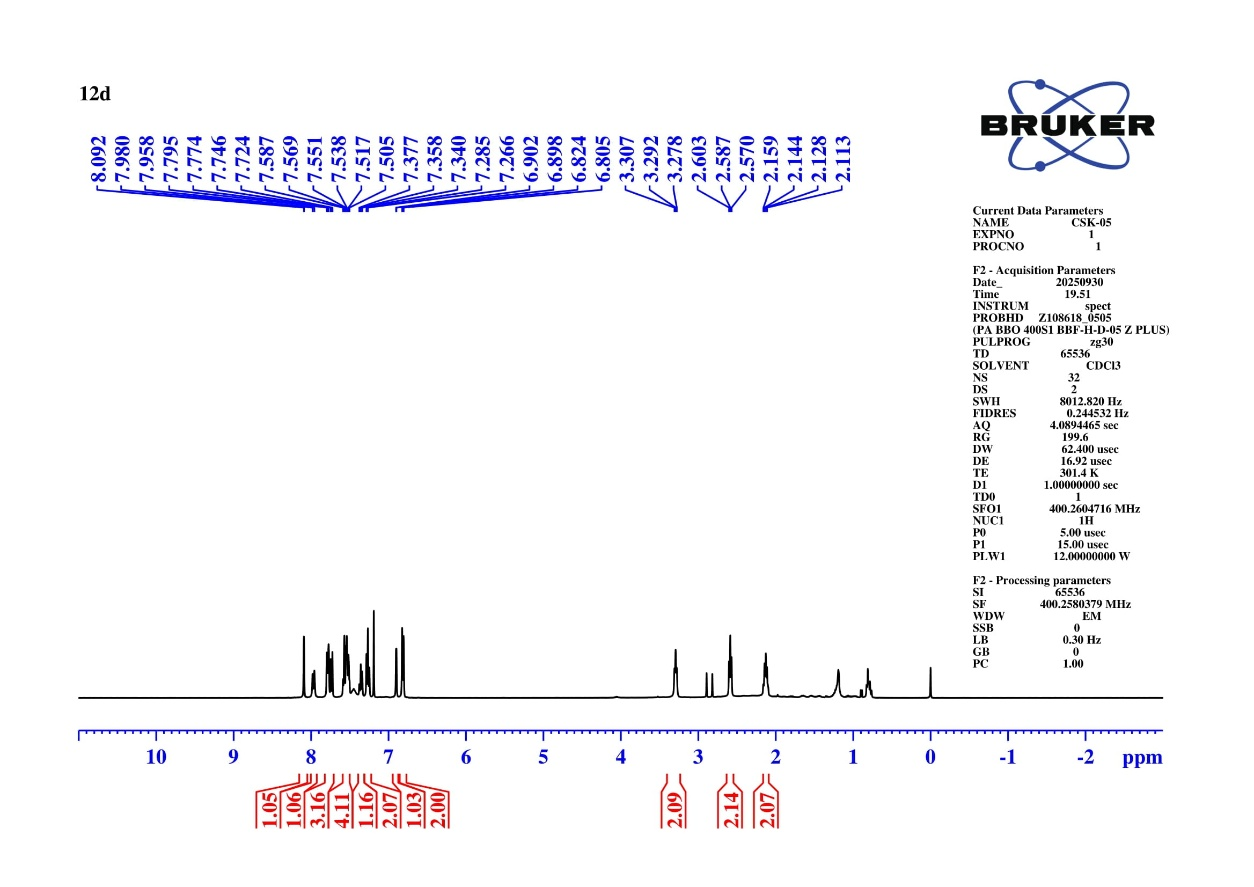 12d
8.092
7.980
7.958
7.795
7.774
7.746
7.724
7.587
7.569
7.551
7.538
7.517
7.505
7.377
7.358
7.340
7.285
7.266
6.902
6.898
6.824
6.805
3.307
3.292
3.278
2.603
2.587
2.570
2.159
2.144
2.128
2.113
BRUKER
Current Data Parameters
NAME CSK-05
EXPNO 1
PROCNO 1
F2 - Acquisition Parameters
Date_ 20250930
Time 19.51
INSTRUM spect
PROBHD Z108618_0505
(PA BBO 400S1 BBF-H-D-05 Z PLUS)
PULPROG zg30
TD 65536
SOLVENT CDCl3
NS 32
DS 2
SWH 8012.820 Hz
FIDRES 0.244532 Hz
AQ 4.0894465 sec
RG 199.6
DW 62.400 usec
DE 16.92 usec
TE 301.4 K
D1 1.00000000 sec
TD0 1
SFO1 400.2604716 MHz
NUC1 1H
P0 5.00 usec
P1 15.00 usec
PLW1 12.00000000 W
F2 - Processing parameters
SI 65536
SF 400.2580379 MHz
WDW EM
SSB 0
LB 0.30 Hz
GB 0
PC 1.00
10 9 8 7 6 5 4 3 2 1 0 -1 -2 ppm
1.05
1.06
3.16
4.11
1.16
2.07
1.03
2.00
2.09
2.14
2.07